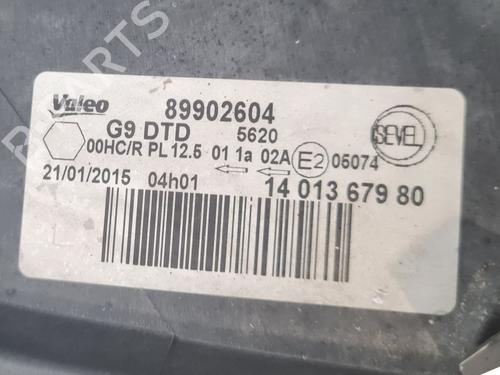 PARTS
Valeo 89902604
G9 DTD 5620
SEVEL
00HC/R PL 12.5 01 1a 02A E2 05074
21/01/2015 04h01 14 013 679 80